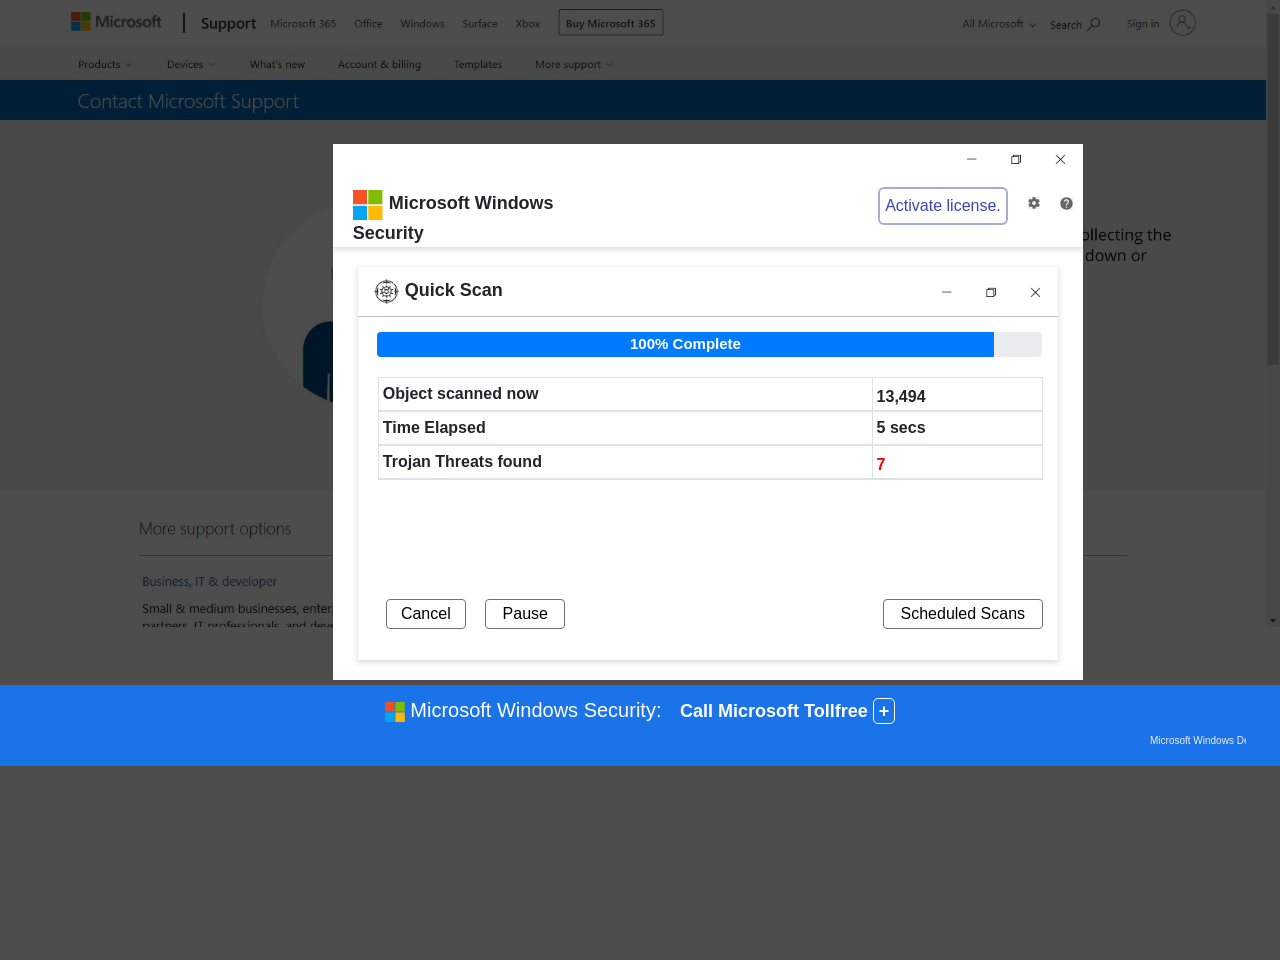 Microsoft Support Microsoft 365 Office Windows Surface Xbox Buy Microsoft 365 All Microsoft Search Sign in
Products Devices What's new Account & billing Templates More support
Contact Microsoft Support
Microsoft Windows Security
Activate license.
ollecting the
down or
Quick Scan
100% Complete
Object scanned now 13,494
Time Elapsed 5 secs
Trojan Threats found 7
Cancel Pause Scheduled Scans
More support options
Business, IT & developer
Small & medium businesses, enter
partners, IT professionals, and deve
Microsoft Windows Security: Call Microsoft Tollfree +
Microsoft Windows De